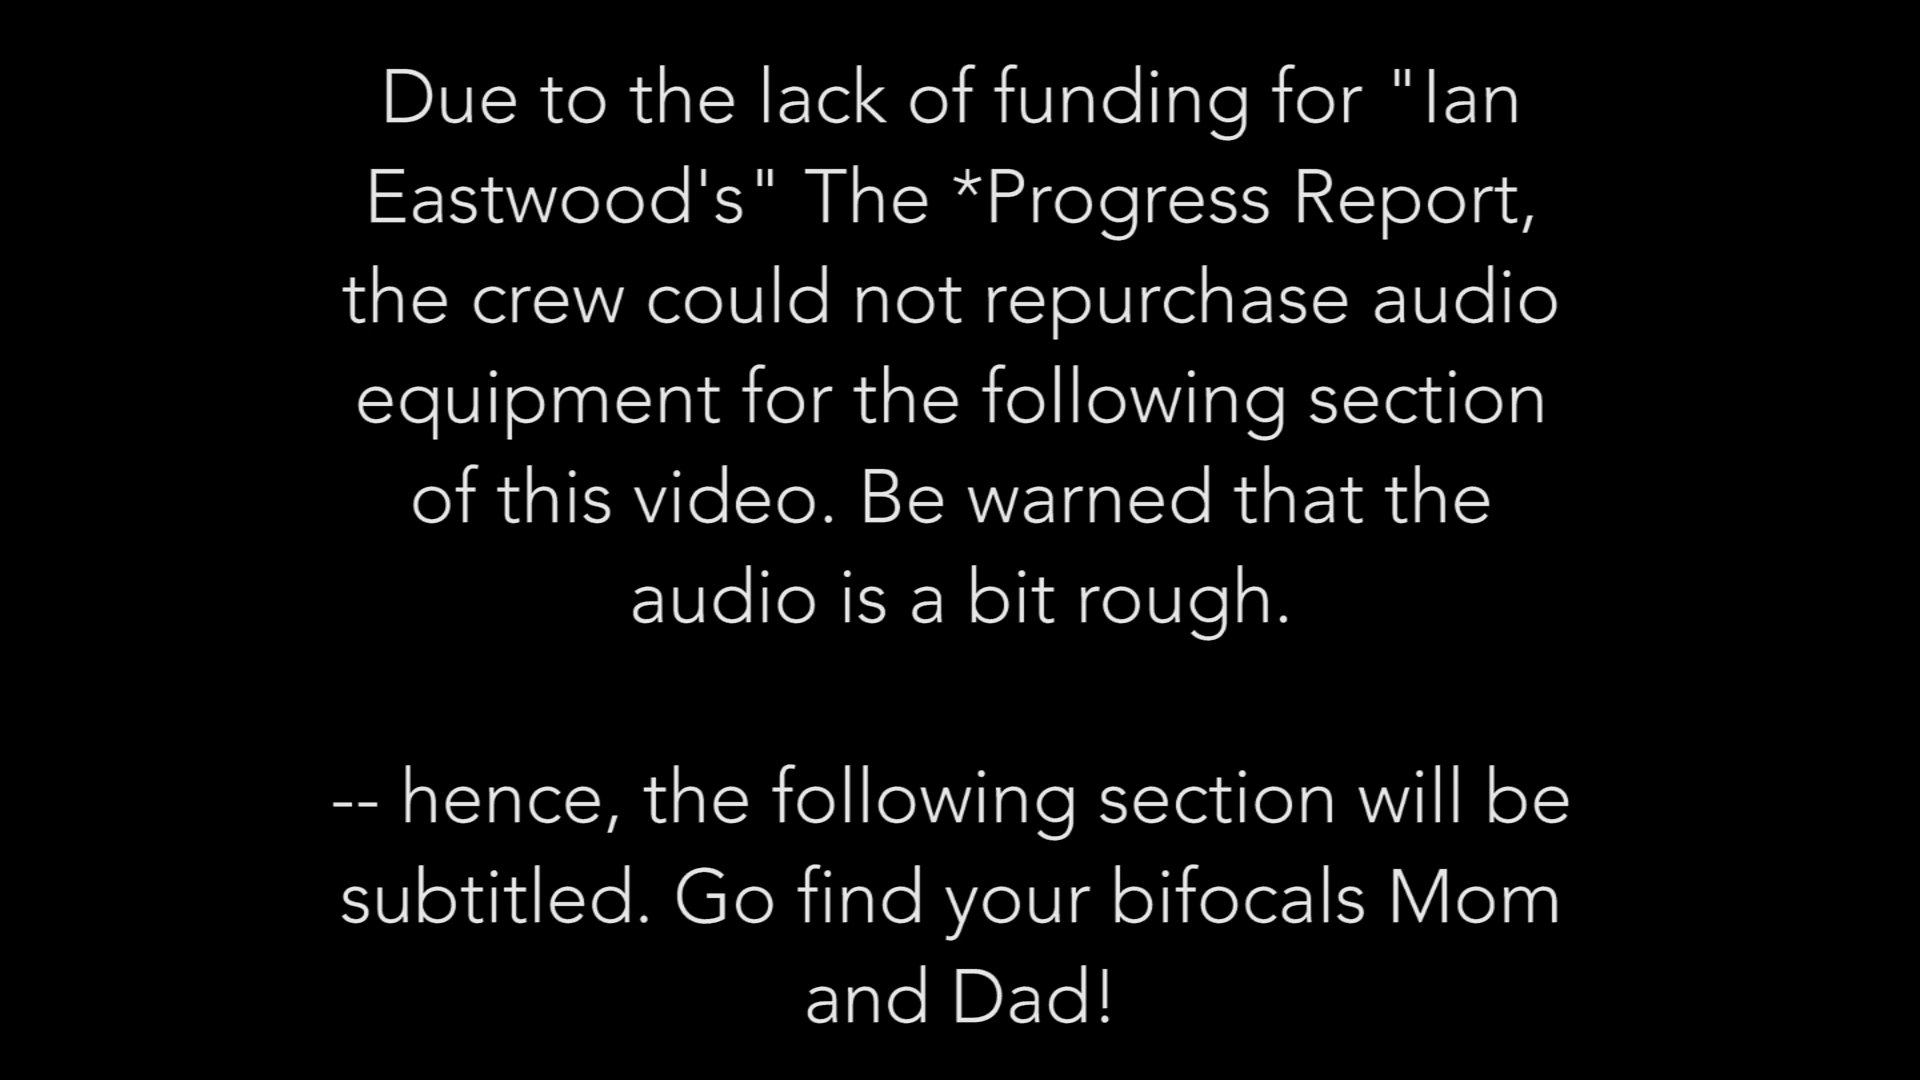 Due to the lack of funding for "Ian
Eastwood's" The *Progress Report,
the crew could not repurchase audio
equipment for the following section
of this video. Be warned that the
audio is a bit rough.
-- hence, the following section will be
subtitled. Go find your bifocals Mom
and Dad!